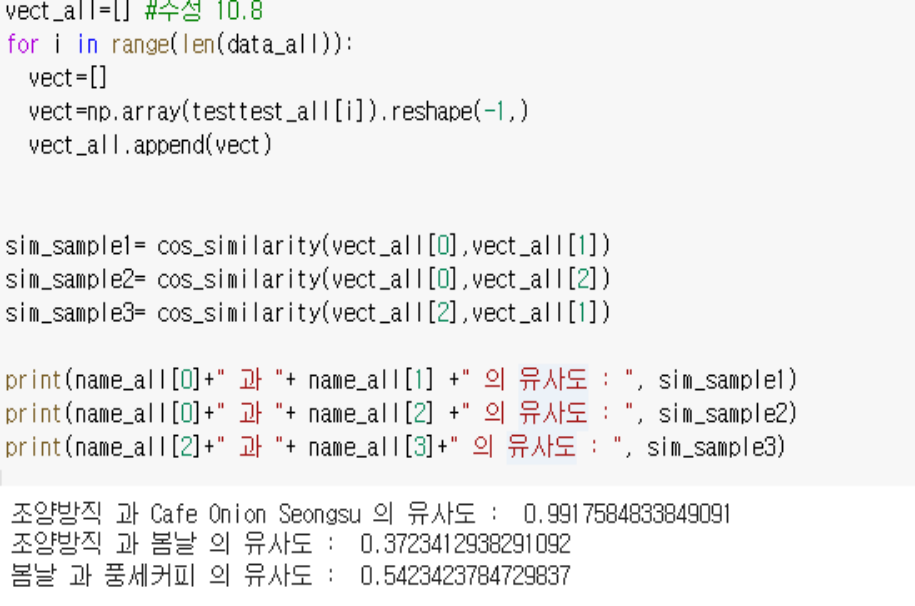 vect_all=[] #수정 10.8
for i in range(len(data_all)):
vect=[]
vect=np.array(testtest_all[i]).reshape(-1,)
vect_all.append(vect)
sim_sample1= cos_similarity(vect_all[0],vect_all[1])
sim_sample2= cos_similarity(vect_all[0],vect_all[2])
sim_sample3= cos_similarity(vect_all[2],vect_all[1])
print(name_all[0]+" 과 "+ name_all[1] +" 의 유사도 : ", sim_sample1)
print(name_all[0]+" 과 "+ name_all[2] +" 의 유사도 : ", sim_sample2)
print(name_all[2]+" 과 "+ name_all[3]+" 의 유사도 : ", sim_sample3)
조양방직 과 Cafe Onion Seongsu 의 유사도 :  0.9917584833849091
조양방직 과 봄날 의 유사도 :  0.3723412938291092
봄날 과 풍세커피 의 유사도 :  0.5423423784729837